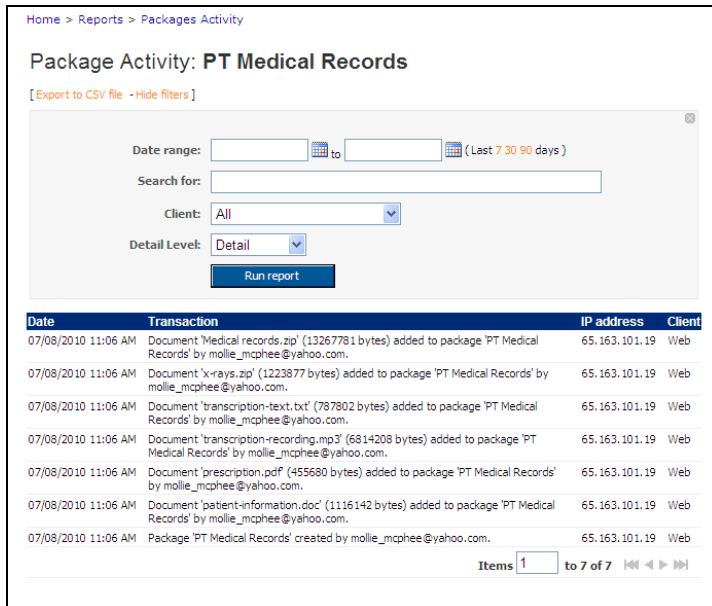 Home > Reports > Packages Activity
Package Activity: PT Medical Records
[ Export to CSV file - Hide filters ]
Date range: to ( Last 7 30 90 days )
Search for:
Client: All
Detail Level: Detail
Run report
Date Transaction IP address Client
07/08/2010 11:06 AM Document 'Medical records.zip' (13267781 bytes) added to package 'PT Medical 65.163.101.19 Web
Records' by mollie_mcphee@yahoo.com.
07/08/2010 11:06 AM Document 'x-rays.zip' (1223877 bytes) added to package 'PT Medical Records' by 65.163.101.19 Web
mollie_mcphee@yahoo.com.
07/08/2010 11:06 AM Document 'transcription-text.txt' (787802 bytes) added to package 'PT Medical 65.163.101.19 Web
Records' by mollie_mcphee@yahoo.com.
07/08/2010 11:06 AM Document 'transcription-recording.mp3' (6814208 bytes) added to package 'PT 65.163.101.19 Web
Medical Records' by mollie_mcphee@yahoo.com.
07/08/2010 11:06 AM Document 'prescription.pdf' (455680 bytes) added to package 'PT Medical Records' 65.163.101.19 Web
by mollie_mcphee@yahoo.com.
07/08/2010 11:06 AM Document 'patient-information.doc' (1116142 bytes) added to package 'PT Medical 65.163.101.19 Web
Records' by mollie_mcphee@yahoo.com.
07/08/2010 11:06 AM Package 'PT Medical Records' created by mollie_mcphee@yahoo.com. 65.163.101.19 Web
Items 1 to 7 of 7